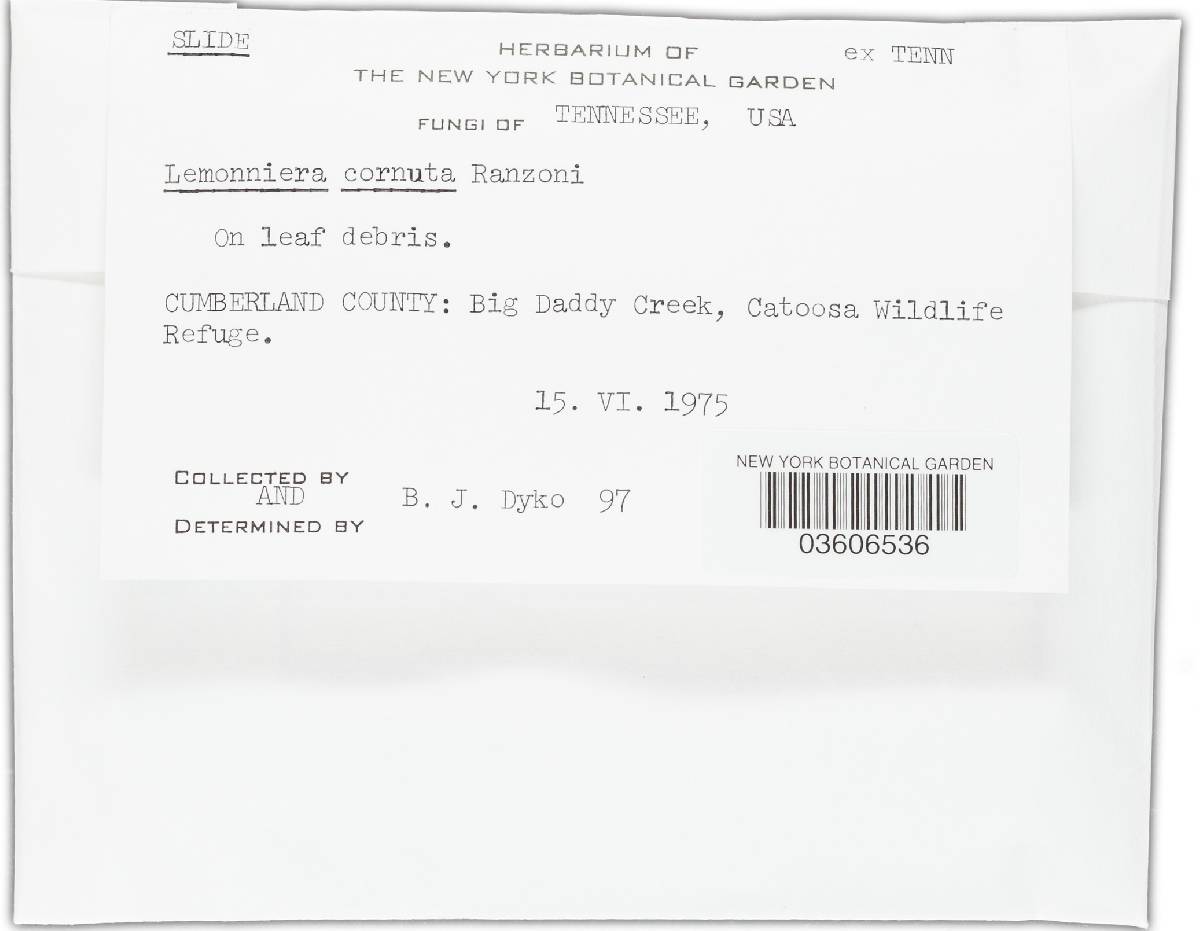 SLIDE
HERBARIUM OF
ex TENN
THE NEW YORK BOTANICAL GARDEN
FUNGI OF TENNESSEE, USA
Lemonniera cornuta Ranzoni
On leaf debris.
CUMBERLAND COUNTY: Big Daddy Creek, Catoosa Wildlife
Refuge.
15. VI. 1975
COLLECTED BY
AND
B. J. Dyko 97
DETERMINED BY
NEW YORK BOTANICAL GARDEN
03606536